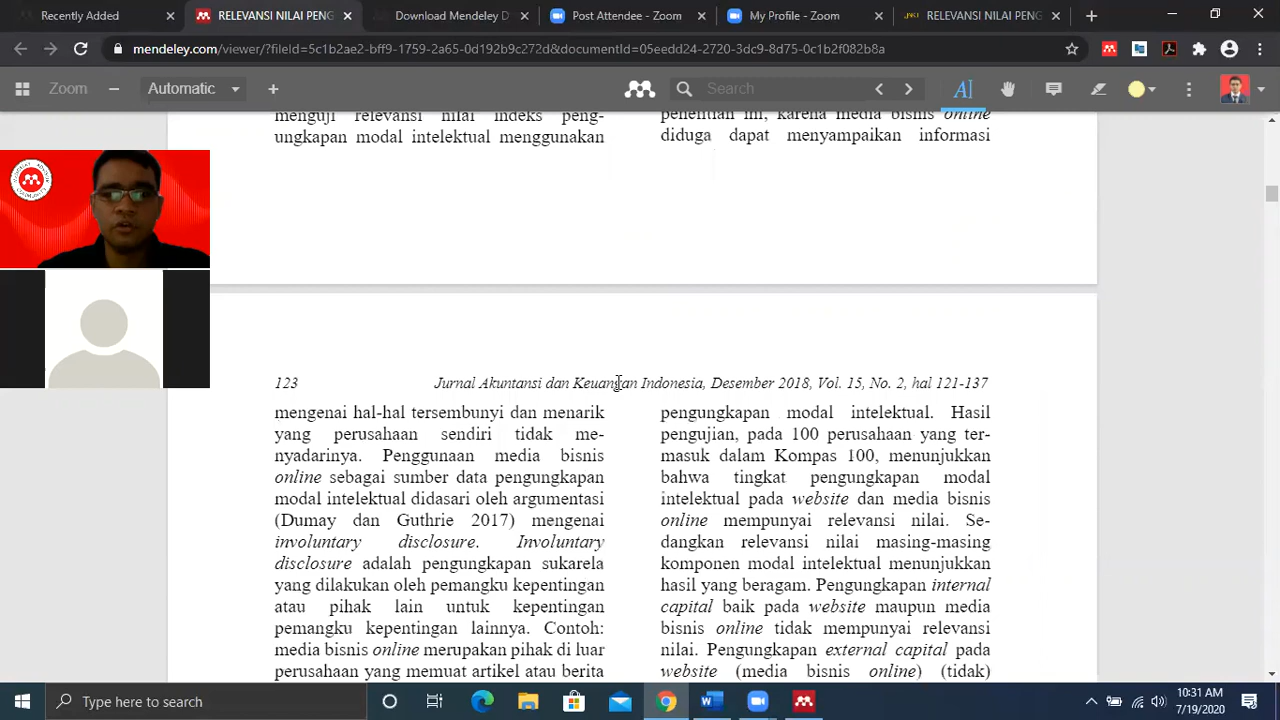 Recently Added
RELEVANSI NILAI PENG
Download Mendeley D
Post Attendee - Zoom
My Profile - Zoom
RELEVANSI NILAI PENG
mendeley.com/viewer/?fileId=5c1b2ae2-bff9-1759-2a65-0d192b9c272d&documentId=05eedd24-2720-3dc9-8d75-0c1b2f082b8a
Zoom
Automatic
Search
menguji relevansi nilai indeks peng-
ungkapan modal intelektual menggunakan
penelitian ini, karena media bisnis online
diduga dapat menyampaikan informasi
123
Jurnal Akuntansi dan Keuangan Indonesia, Desember 2018, Vol. 15, No. 2, hal 121-137
mengenai hal-hal tersembunyi dan menarik
yang perusahaan sendiri tidak me-
nyadarinya. Penggunaan media bisnis
online sebagai sumber data pengungkapan
modal intelektual didasari oleh argumentasi
(Dumay dan Guthrie 2017) mengenai
involuntary disclosure. Involuntary
disclosure adalah pengungkapan sukarela
yang dilakukan oleh pemangku kepentingan
atau pihak lain untuk kepentingan
pemangku kepentingan lainnya. Contoh:
media bisnis online merupakan pihak di luar
perusahaan yang memuat artikel atau berita
pengungkapan modal intelektual. Hasil
pengujian, pada 100 perusahaan yang ter-
masuk dalam Kompas 100, menunjukkan
bahwa tingkat pengungkapan modal
intelektual pada website dan media bisnis
online mempunyai relevansi nilai. Se-
dangkan relevansi nilai masing-masing
komponen modal intelektual menunjukkan
hasil yang beragam. Pengungkapan internal
capital baik pada website maupun media
bisnis online tidak mempunyai relevansi
nilai. Pengungkapan external capital pada
website (media bisnis online) (tidak)
Type here to search
10:31 AM
7/19/2020